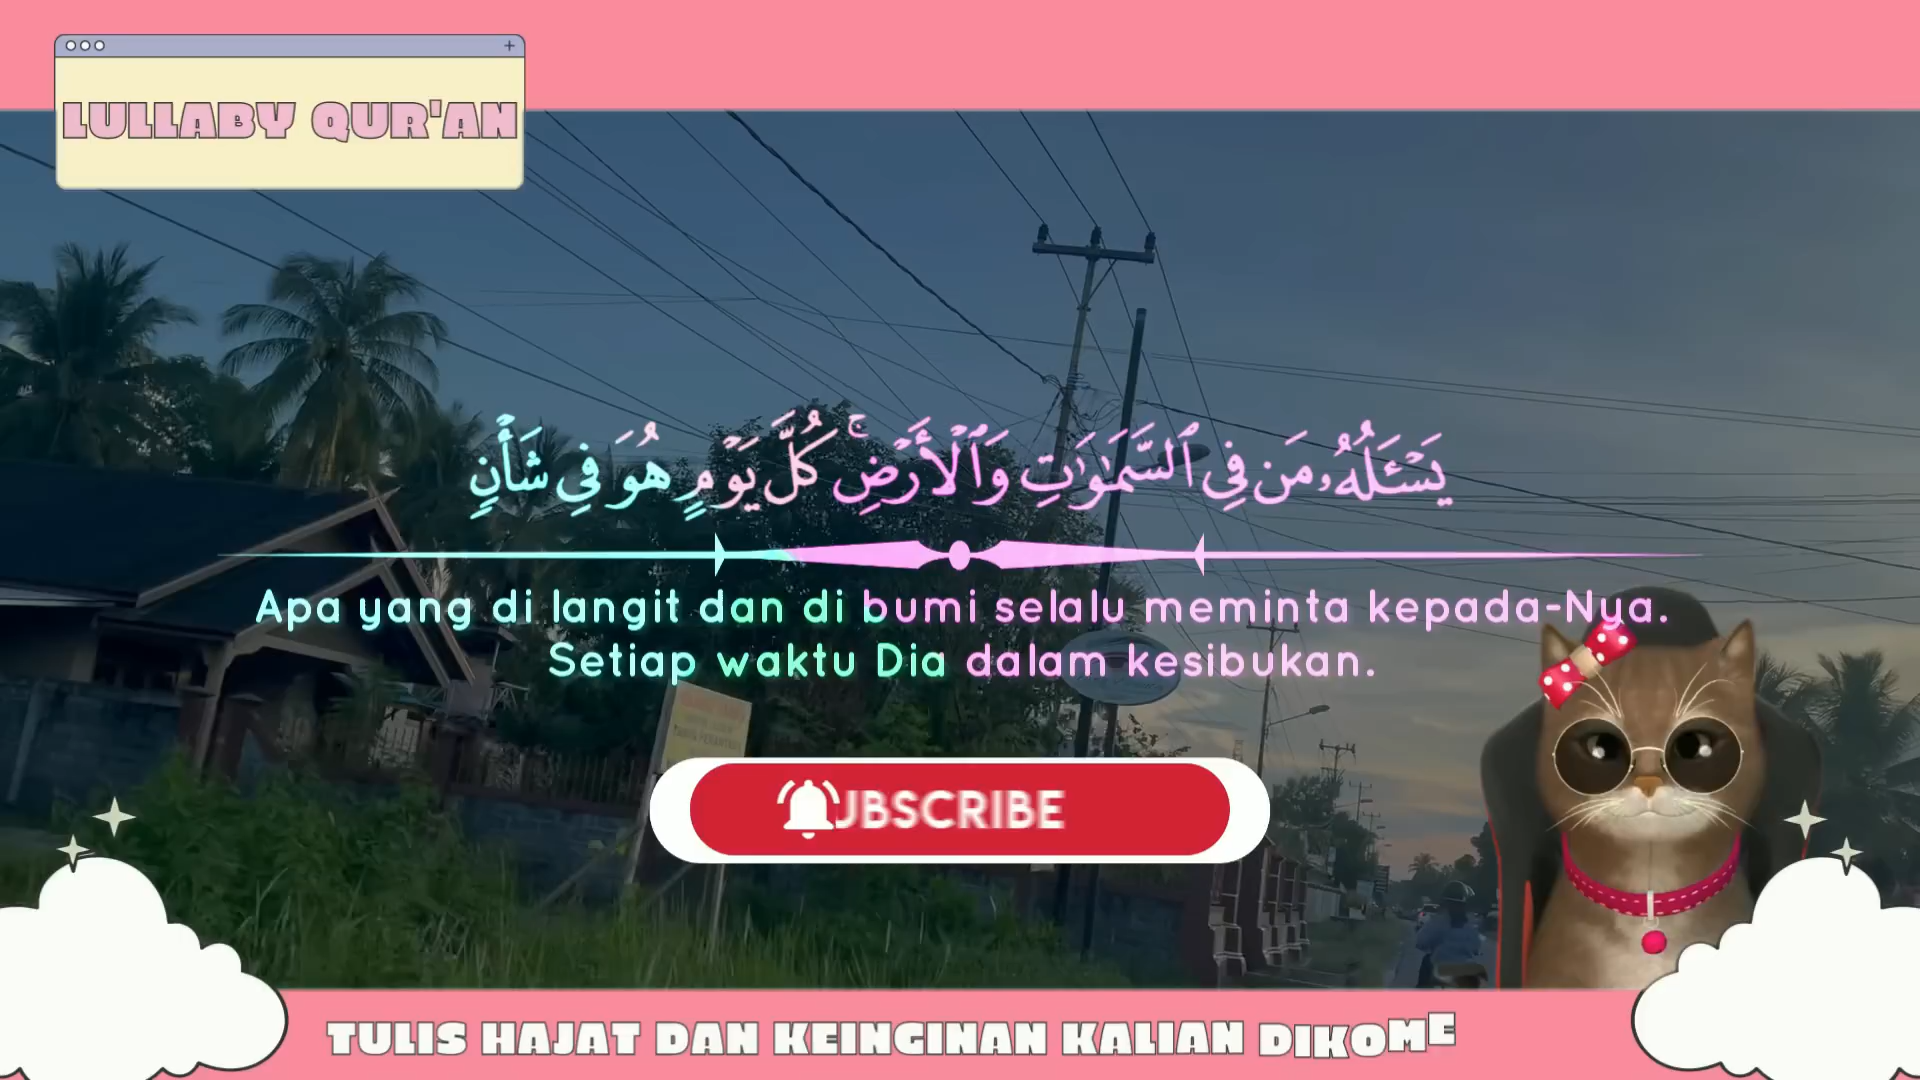 LULLABY QUR'AN
يَسْـَٔلُهُۥ مَن فِى ٱلسَّمَٰوَٰتِ وَٱلْأَرْضِ ۚ كُلَّ يَوْمٍ هُوَ فِى شَأْنٍ
Apa yang di langit dan di bumi selalu meminta kepada-Nya.
Setiap waktu Dia dalam kesibukan.
UBSCRIBE
TULIS HAJAT DAN KEINGINAN KALIAN DIKOME